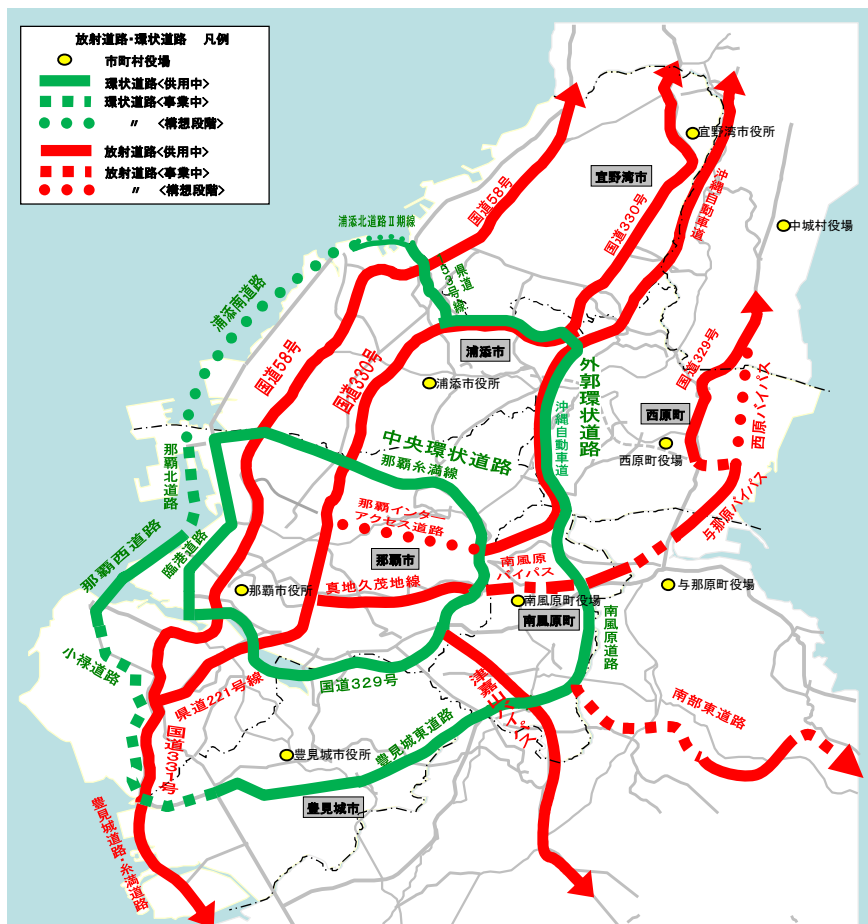 放射道路・環状道路 凡例
市町村役場
環状道路<供用中>
環状道路<事業中>
〃 <構想段階>
放射道路<供用中>
放射道路<事業中>
〃 <構想段階>
宜野湾市役所
宜野湾市
国道58号
国道330号
沖縄自動車道
中城村役場
浦添北道路Ⅱ期線
県道
153号線
浦添南道路
国道58号
国道330号
浦添市
浦添市役所
外郭環状道路
沖縄自動車道
国道329号
西原町
西原町役場
西原バイパス
与那原バイパス
中央環状道路
那覇糸満線
那覇北道路
那覇西道路
臨港道路
那覇インター
アクセス道路
那覇市
南風原
バイパス
真地久茂地線
那覇市役所
南風原町役場
南風原町
与那原町役場
南風原道路
小禄道路
県道221号線
国道329号
国道331号
津嘉山バイパス
南部東道路
豊見城市役所
豊見城東道路
豊見城市
豊見城道路・糸満道路